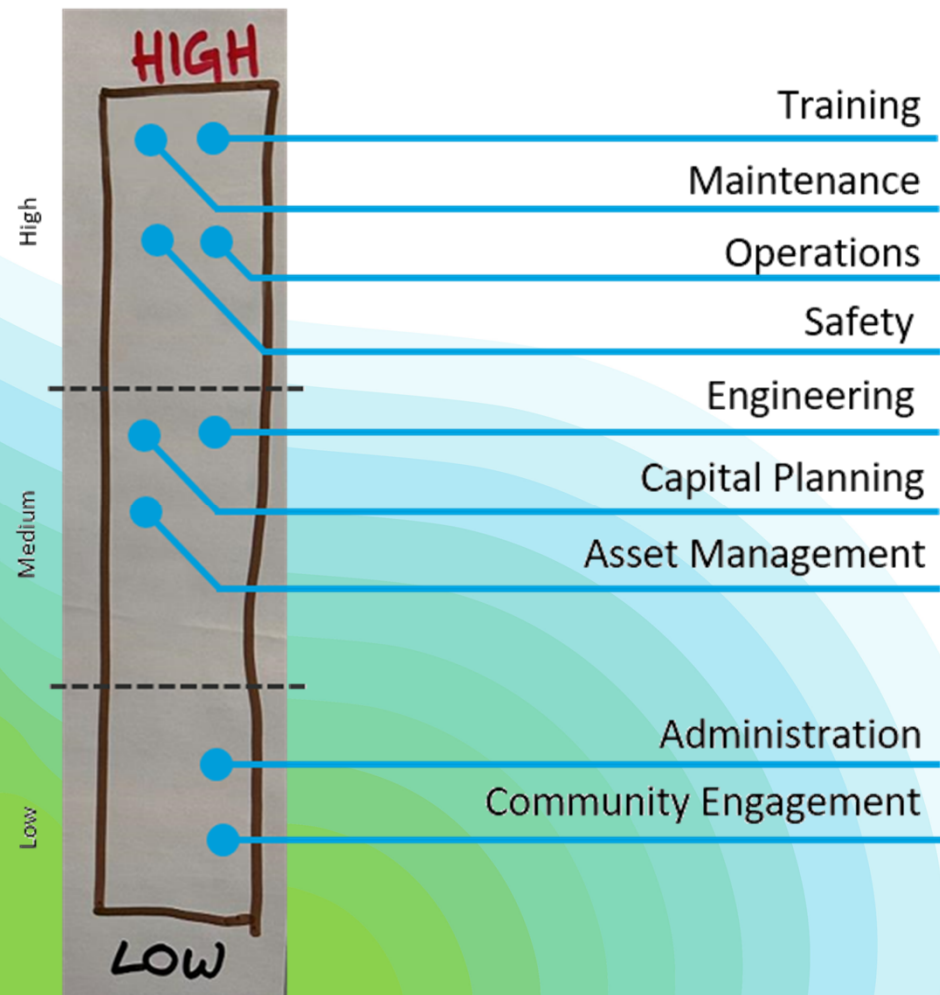 HIGH
Training
Maintenance
High
Operations
Safety
Engineering
Capital Planning
Medium
Asset Management
Administration
Community Engagement
Low
LOW